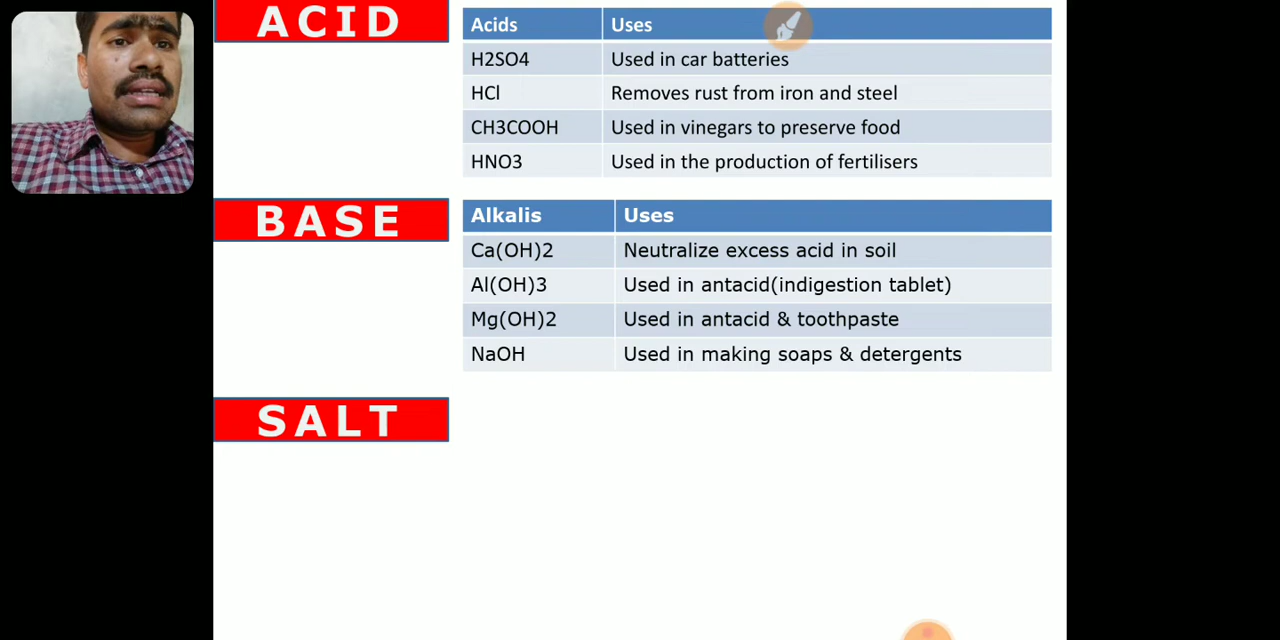 ACID
Acids Uses
H2SO4 Used in car batteries
HCl Removes rust from iron and steel
CH3COOH Used in vinegars to preserve food
HNO3 Used in the production of fertilisers
BASE
Alkalis Uses
Ca(OH)2 Neutralize excess acid in soil
Al(OH)3 Used in antacid(indigestion tablet)
Mg(OH)2 Used in antacid & toothpaste
NaOH Used in making soaps & detergents
SALT